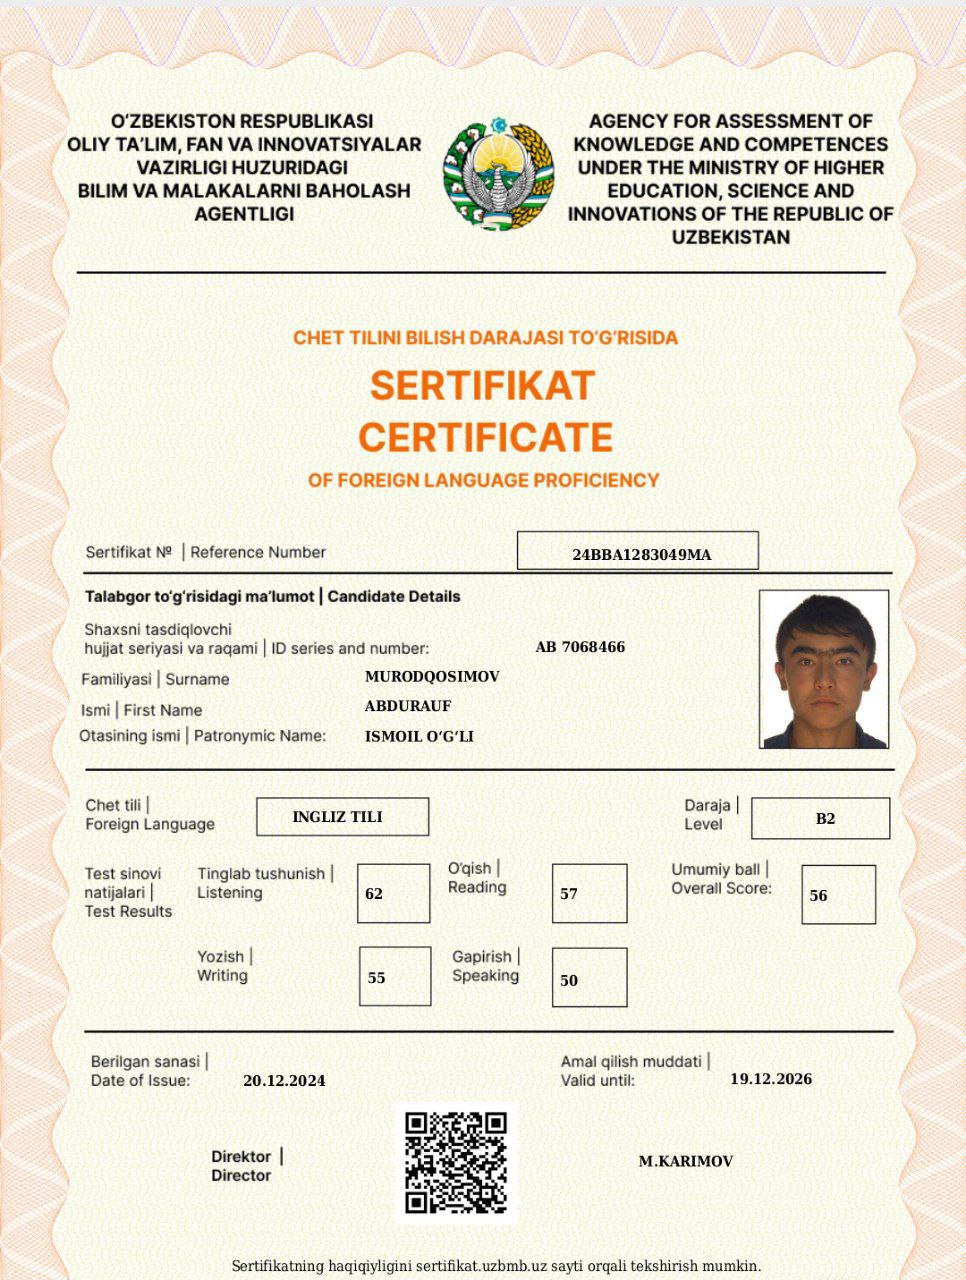 O‘ZBEKISTON RESPUBLIKASI
OLIY TA’LIM, FAN VA INNOVATSIYALAR
VAZIRLIGI HUZURIDAGI
BILIM VA MALAKALARNI BAHOLASH
AGENTLIGI
AGENCY FOR ASSESSMENT OF
KNOWLEDGE AND COMPETENCES
UNDER THE MINISTRY OF HIGHER
EDUCATION, SCIENCE AND
INNOVATIONS OF THE REPUBLIC OF
UZBEKISTAN
CHET TILINI BILISH DARAJASI TO‘G‘RISIDA
SERTIFIKAT
CERTIFICATE
OF FOREIGN LANGUAGE PROFICIENCY
Sertifikat № | Reference Number 24BBA1283049MA
Talabgor to‘g‘risidagi ma’lumot | Candidate Details
Shaxsni tasdiqlovchi
hujjat seriyasi va raqami | ID series and number: AB 7068466
Familiyasi | Surname MURODQOSIMOV
Ismi | First Name ABDURAUF
Otasining ismi | Patronymic Name: ISMOIL O‘G‘LI
Chet tili |
Foreign Language INGLIZ TILI
Daraja |
Level B2
Test sinovi
natijalari |
Test Results
Tinglab tushunish |
Listening 62
O‘qish |
Reading 57
Umumiy ball |
Overall Score: 56
Yozish |
Writing 55
Gapirish |
Speaking 50
Berilgan sanasi |
Date of Issue: 20.12.2024
Amal qilish muddati |
Valid until: 19.12.2026
Direktor |
Director
M.KARIMOV
Sertifikatning haqiqiyligini sertifikat.uzbmb.uz sayti orqali tekshirish mumkin.